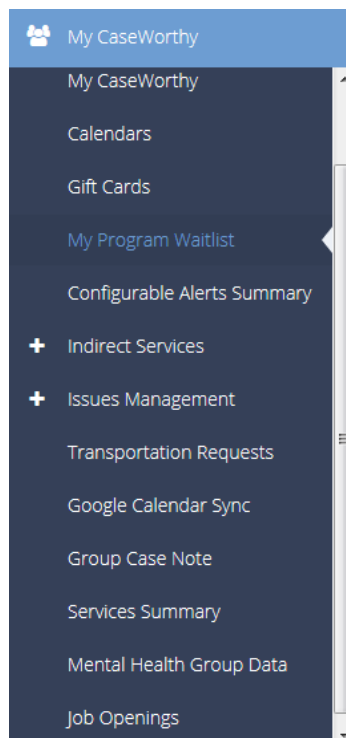 My CaseWorthy
My CaseWorthy
Calendars
Gift Cards
My Program Waitlist
Configurable Alerts Summary
Indirect Services
Issues Management
Transportation Requests
Google Calendar Sync
Group Case Note
Services Summary
Mental Health Group Data
Job Openings